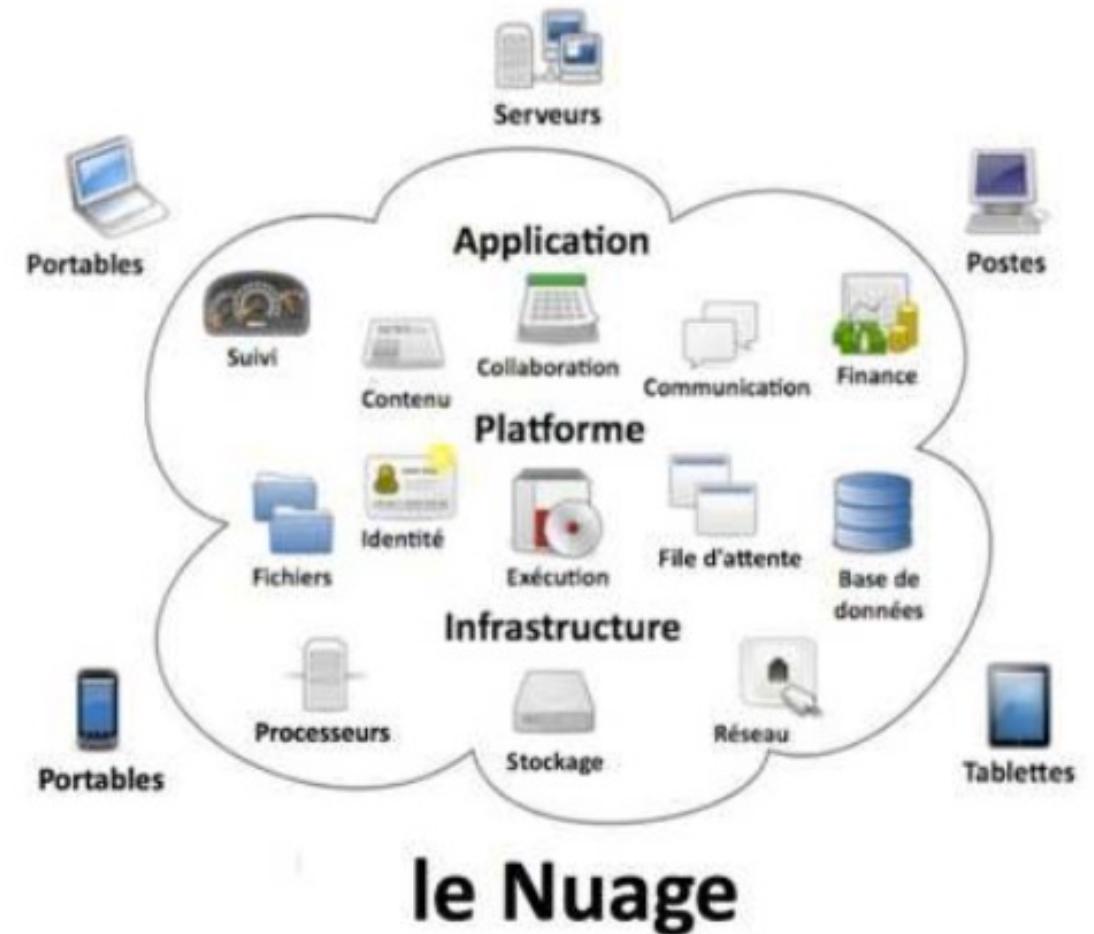 Serveurs
Portables
Postes
Application
Suivi
Contenu
Collaboration
Communication
Finance
Platforme
Fichiers
Identité
Exécution
File d'attente
Base de
données
Infrastructure
Processeurs
Stockage
Réseau
Portables
Tablettes
le Nuage